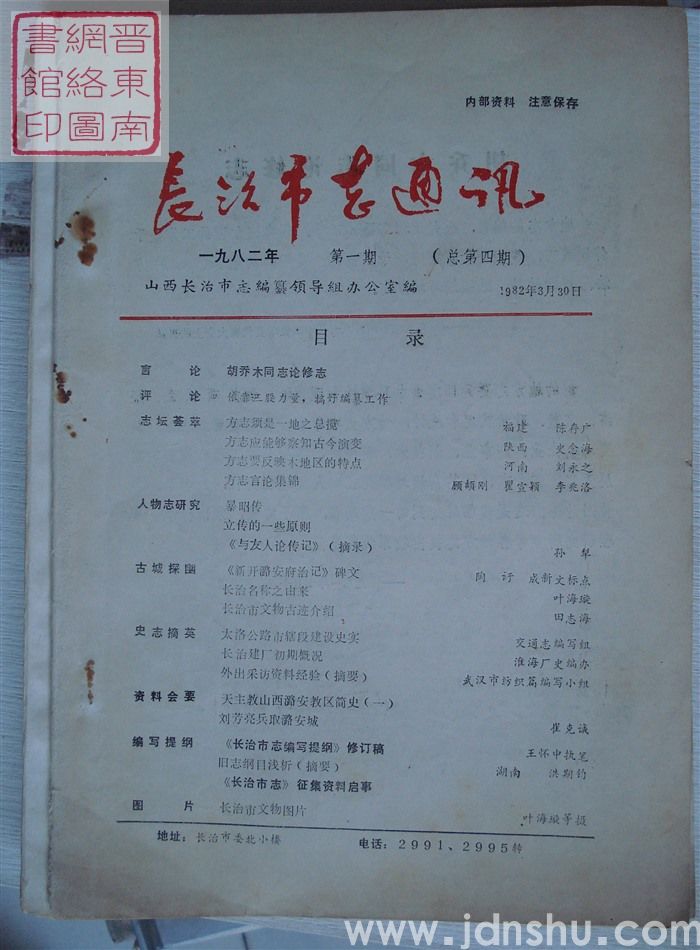 晋東南
網絡圖
書館印
内部资料 注意保存
長治市志通讯
一九八二年 第一期 (总第四期)
山西长治市志编纂领导组办公室编 1982年3月30日
目 录
言 论 胡乔木同志论修志
评 论 依靠四股力量，搞好编纂工作
志坛荟萃 方志须是一地之总揽 福建 陈存广
方志应能够察知古今演变 陕西 史念海
方志要反映本地区的特点 河南 刘永之
方志言论集锦 顾颉刚 瞿宣颖 李兆洛
人物志研究 暴昭传
立传的一些原则
《与友人论传记》(摘录) 孙犁
古城探幽 《新开潞安府治记》碑文 陶 谞 成新文标点
长治名称之由来 叶海璇
长治市文物古迹介绍 田志海
史志摘英 太洛公路市辖段建设史实 交通志编写组
长治建厂初期慨况 淮海厂史编办
外出采访资料经验(摘要) 武汉市纺织篇编写小组
资料会要 天主教山西潞安教区简史(一)
刘芳亮兵取潞安城 崔克诚
编写提纲 《长治市志编写提纲》修订稿 王怀中执笔
旧志纲目浅析(摘要) 湖南 洪期钧
《长治市志》征集资料启事
图 片 长治市文物图片 叶海璇等摄
地址：长治市委北小楼 电话：2991、2995转
www.jdnshu.com